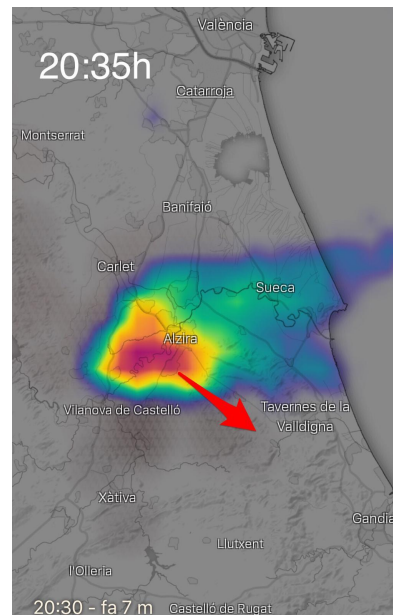 València
20:35h
Catarroja
Montserrat
Banifaió
Carlet
Sueca
Alzira
Vilanova de Castelló
Tavernes de la
Valldigna
Xàtiva
Gandia
Llutxent
l'Olleria
20:30 - fa 7 m
Castelló de Rugat